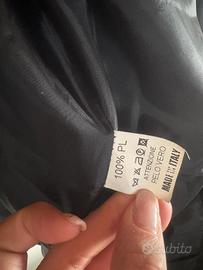 100% PL
ATTENZIONE
PELO VERO
MADE IN ITALY
subito